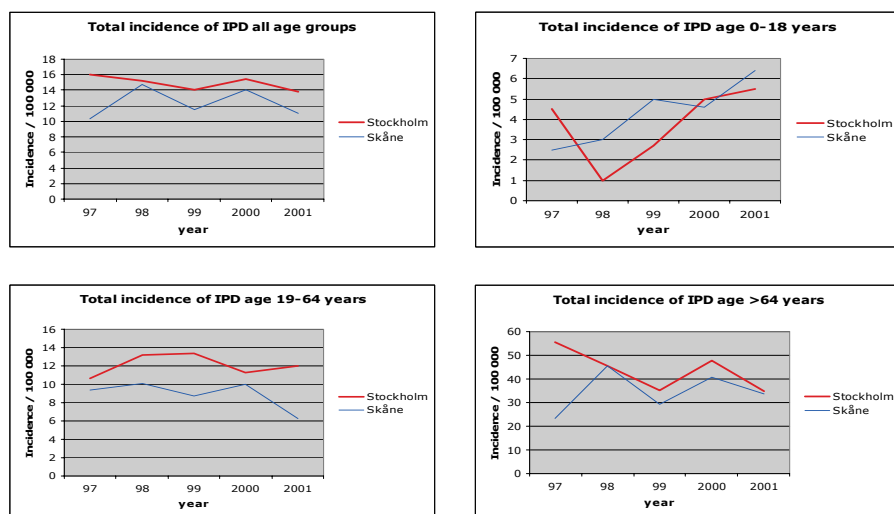 Total incidence of IPD all age groups
Incidence / 100 000
18
16
14
12
10
8
6
4
2
0
97 98 99 2000 2001
year
Stockholm
Skåne
Total incidence of IPD age 0-18 years
Incidence / 100 000
7
6
5
4
3
2
1
0
97 98 99 2000 2001
year
Stockholm
Skåne
Total incidence of IPD age 19-64 years
Incidence / 100 000
16
14
12
10
8
6
4
2
0
97 98 99 2000 2001
year
Stockholm
Skåne
Total incidence of IPD age >64 years
Incidence / 100 000
60
50
40
30
20
10
0
97 98 99 2000 2001
year
Stockholm
Skåne